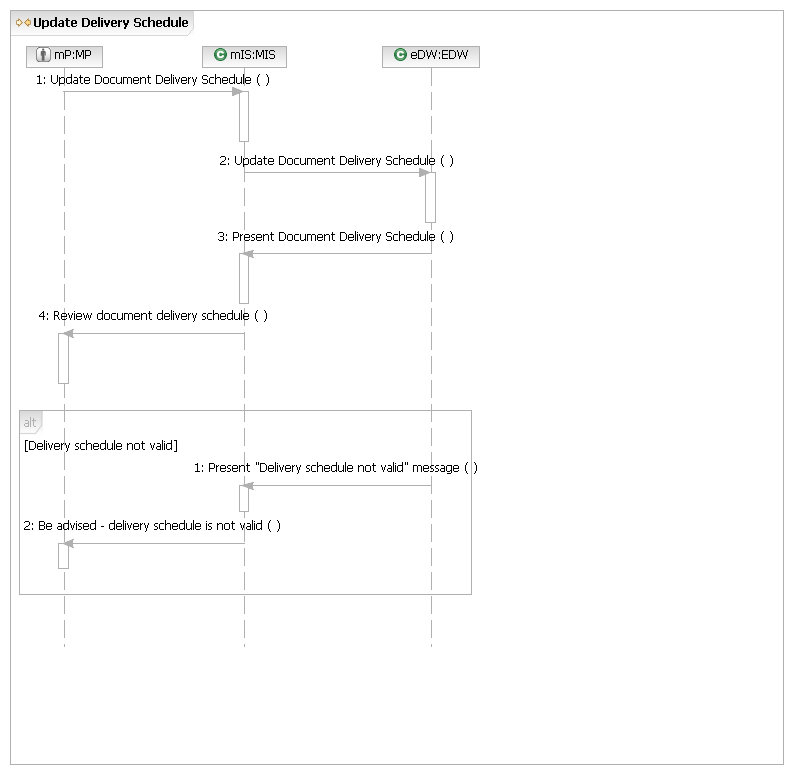 Update Delivery Schedule
mP:MP
mIS:MIS
eDW:EDW
1: Update Document Delivery Schedule ( )
2: Update Document Delivery Schedule ( )
3: Present Document Delivery Schedule ( )
4: Review document delivery schedule ( )
alt
[Delivery schedule not valid]
1: Present "Delivery schedule not valid" message ( )
2: Be advised - delivery schedule is not valid ( )